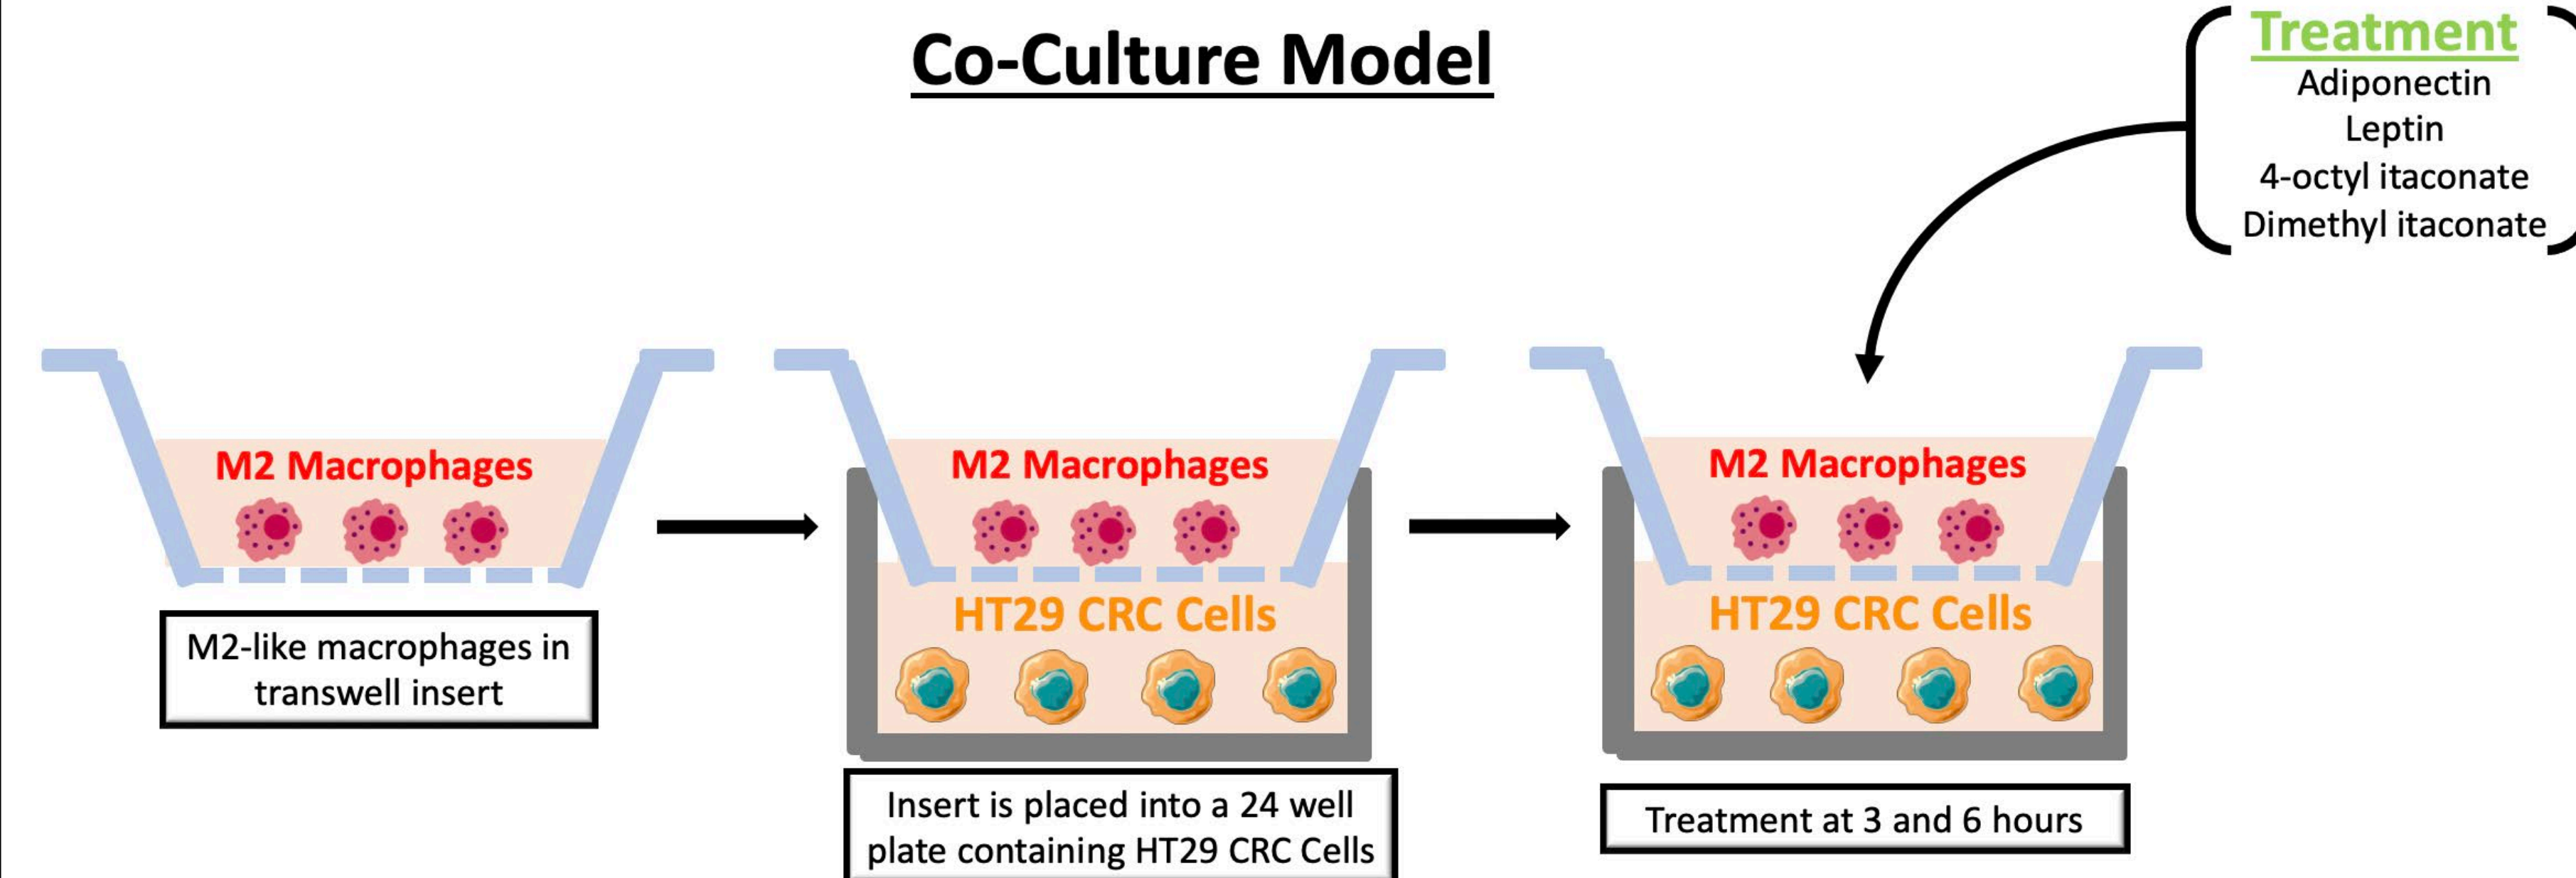 Co-Culture Model
Treatment
Adiponectin
Leptin
4-octyl itaconate
Dimethyl itaconate
M2 Macrophages
M2-like macrophages in
transwell insert
M2 Macrophages
HT29 CRC Cells
Insert is placed into a 24 well
plate containing HT29 CRC Cells
M2 Macrophages
HT29 CRC Cells
Treatment at 3 and 6 hours